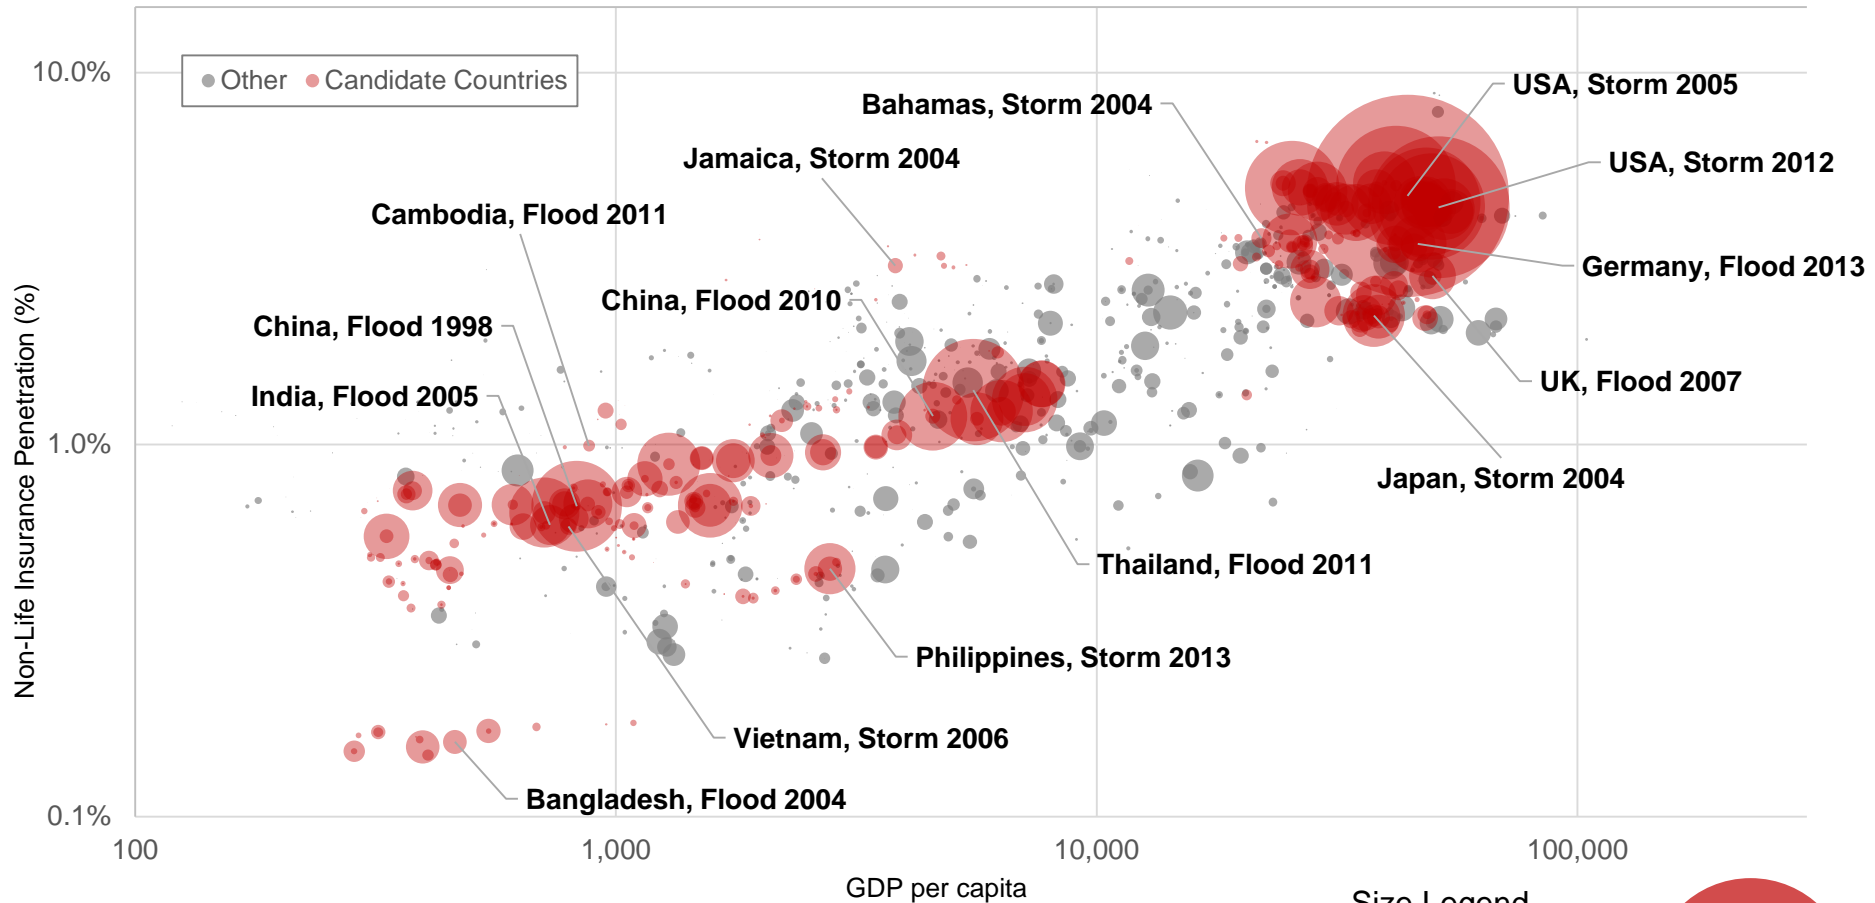 10.0%
Other
Candidate Countries
USA, Storm 2005
Bahamas, Storm 2004
Jamaica, Storm 2004
USA, Storm 2012
Cambodia, Flood 2011
Germany, Flood 2013
China, Flood 2010
China, Flood 1998
India, Flood 2005
UK, Flood 2007
1.0%
Japan, Storm 2004
Thailand, Flood 2011
Philippines, Storm 2013
Vietnam, Storm 2006
Bangladesh, Flood 2004
0.1%
Non-Life Insurance Penetration (%)
100
1,000
10,000
100,000
GDP per capita
Size Legend